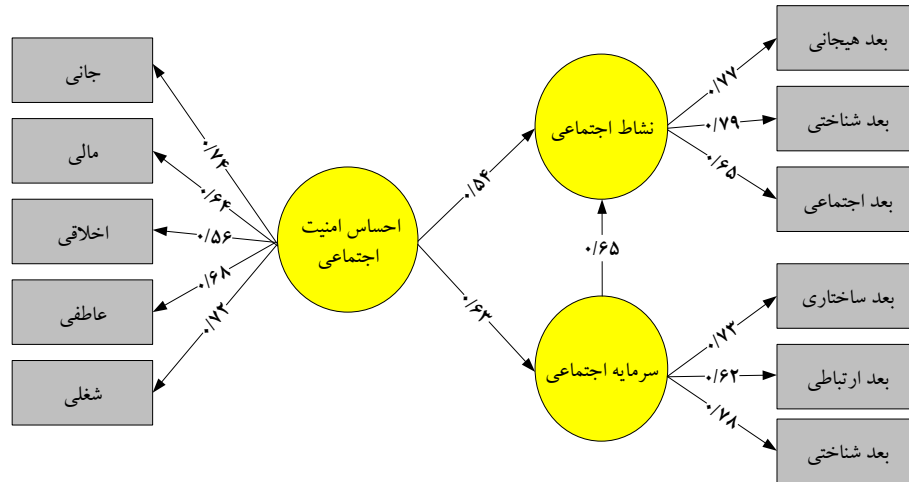 بعد هیجانی
جانی
۰/۷۷
نشاط اجتماعی
۰/۷۹
بعد شناختی
۰/۷۴
مالی
۰/۶۵
۰/۶۴
بعد اجتماعی
۰/۵۴
احساس امنیت
اجتماعی
۰/۵۶
اخلاقی
۰/۶۵
۰/۶۸
عاطفی
بعد ساختاری
۰/۶۳
۰/۷۳
۰/۷۲
سرمایه اجتماعی
۰/۶۲
بعد ارتباطی
شغلی
۰/۷۸
بعد شناختی